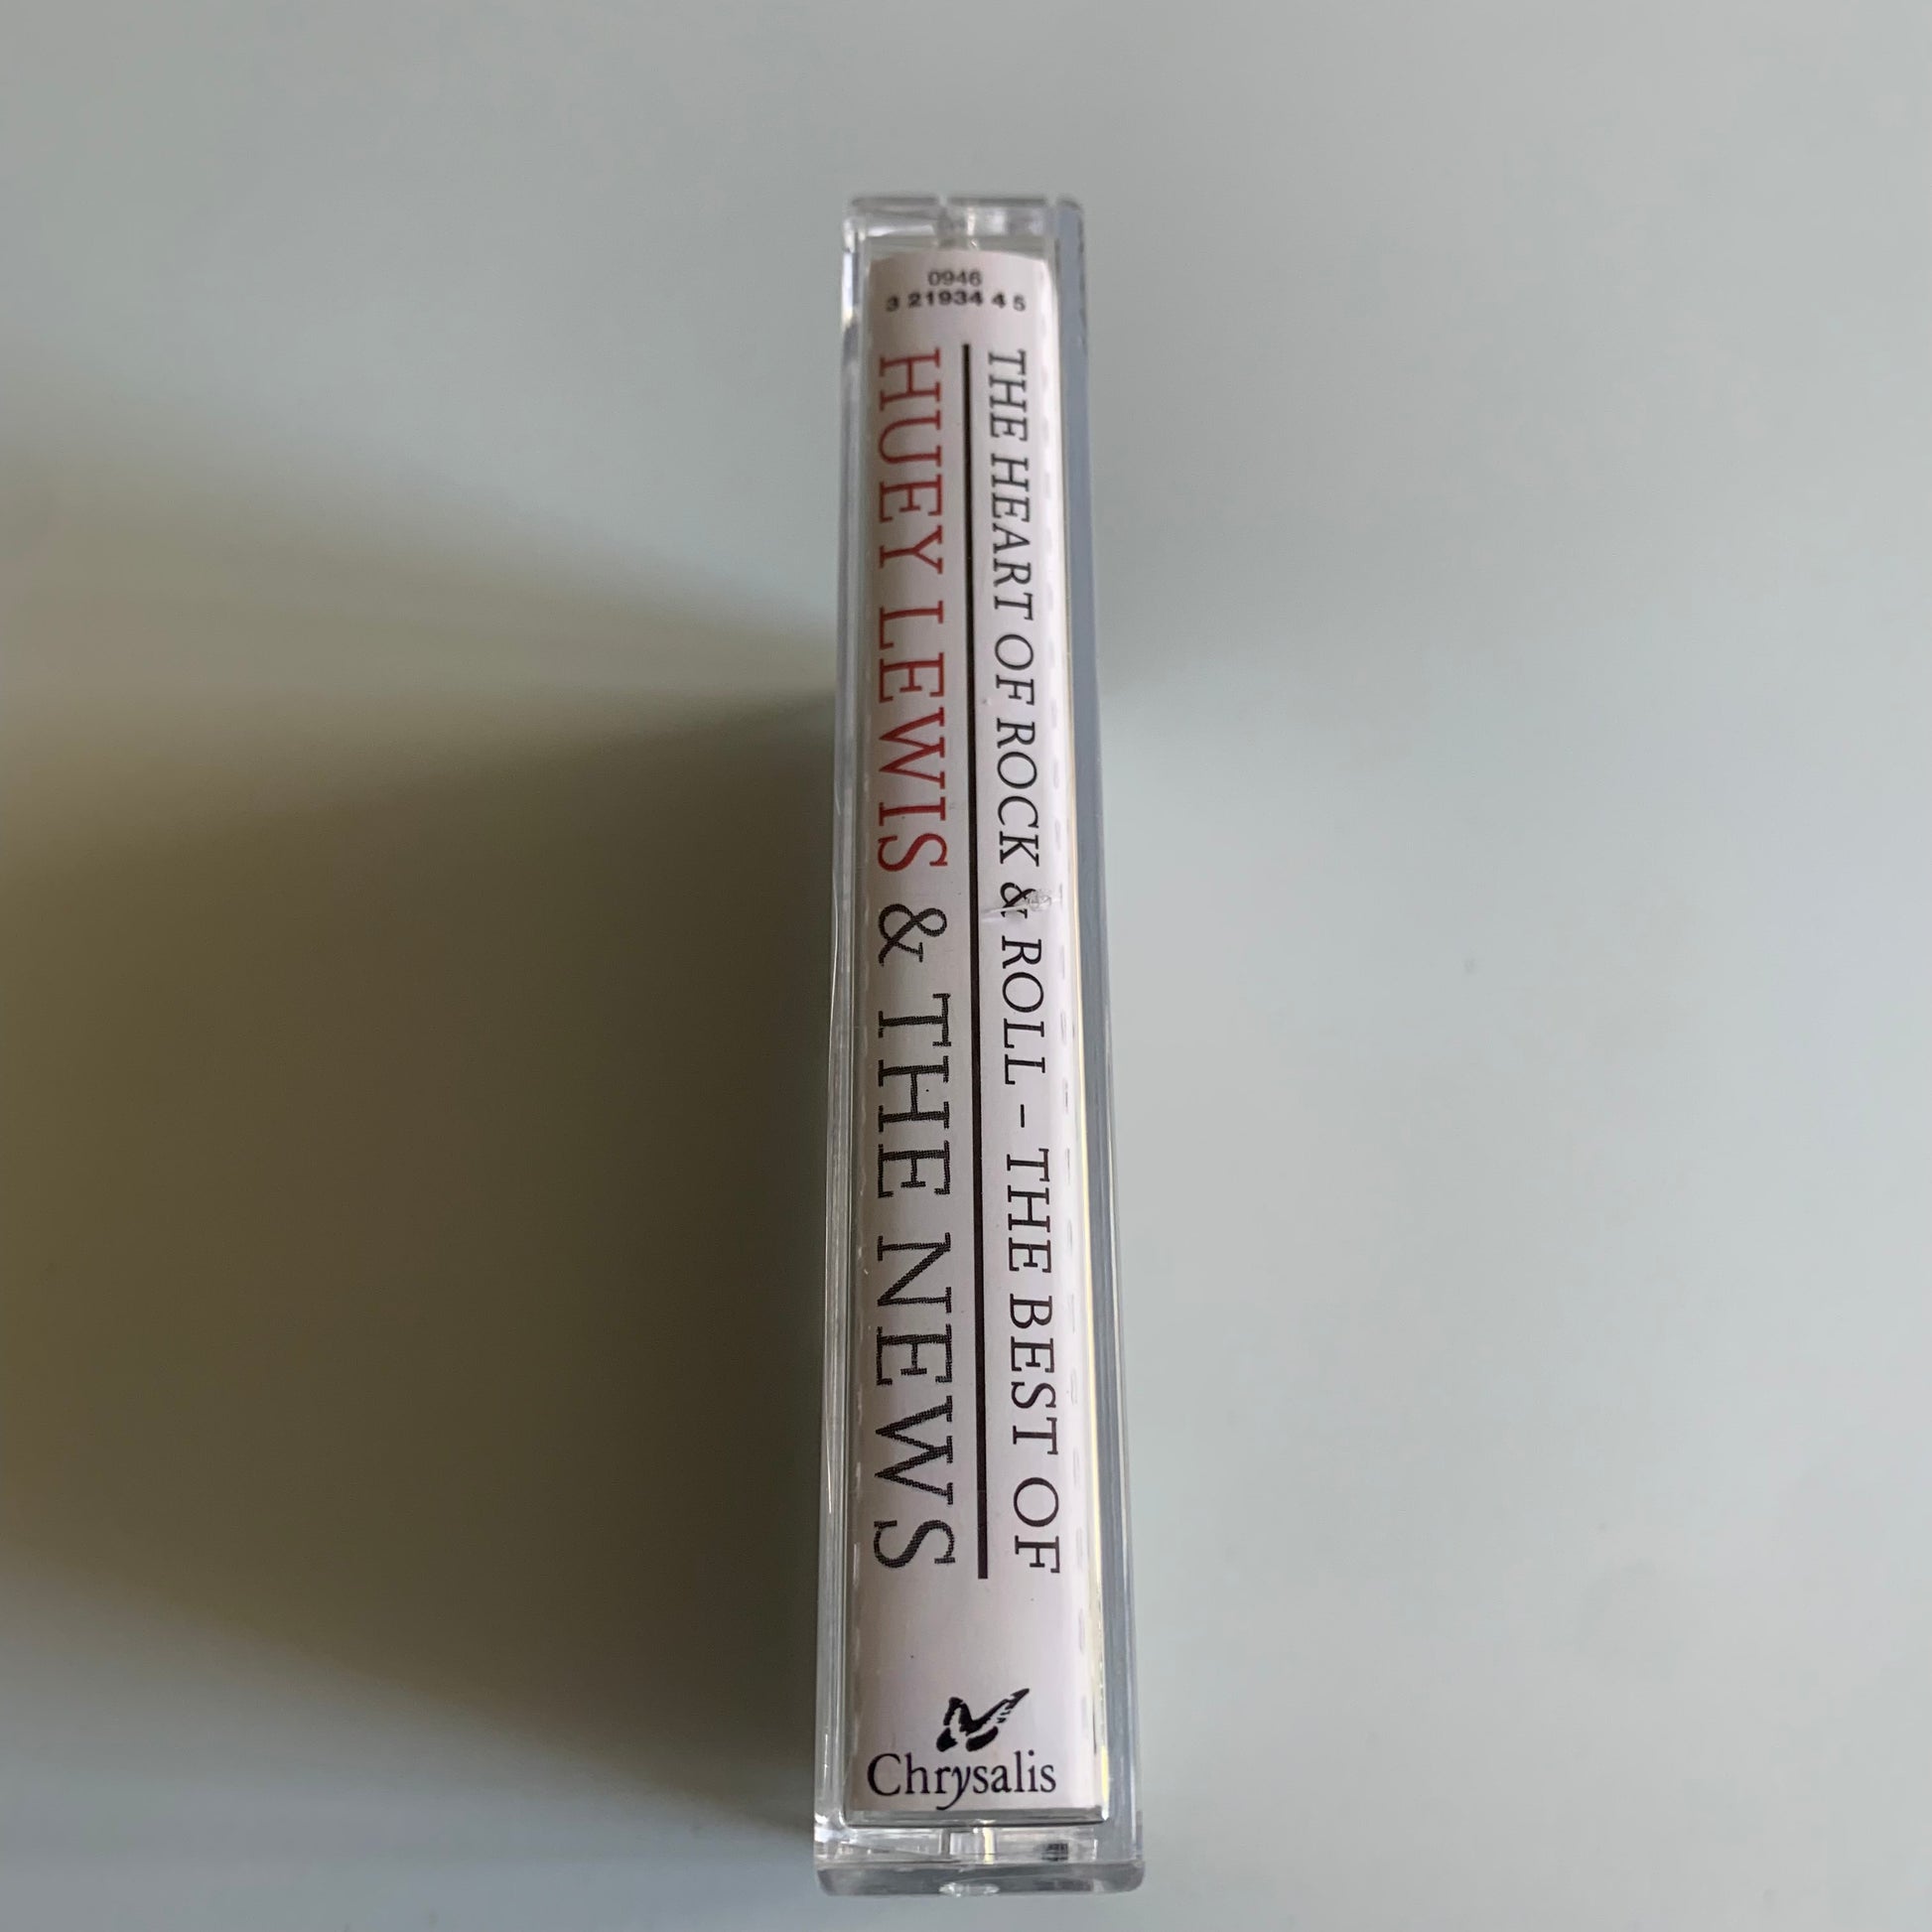 0946
3 21934 4 5
THE HEART OF ROCK & ROLL - THE BEST OF
HUEY LEWIS & THE NEWS
Chrysalis